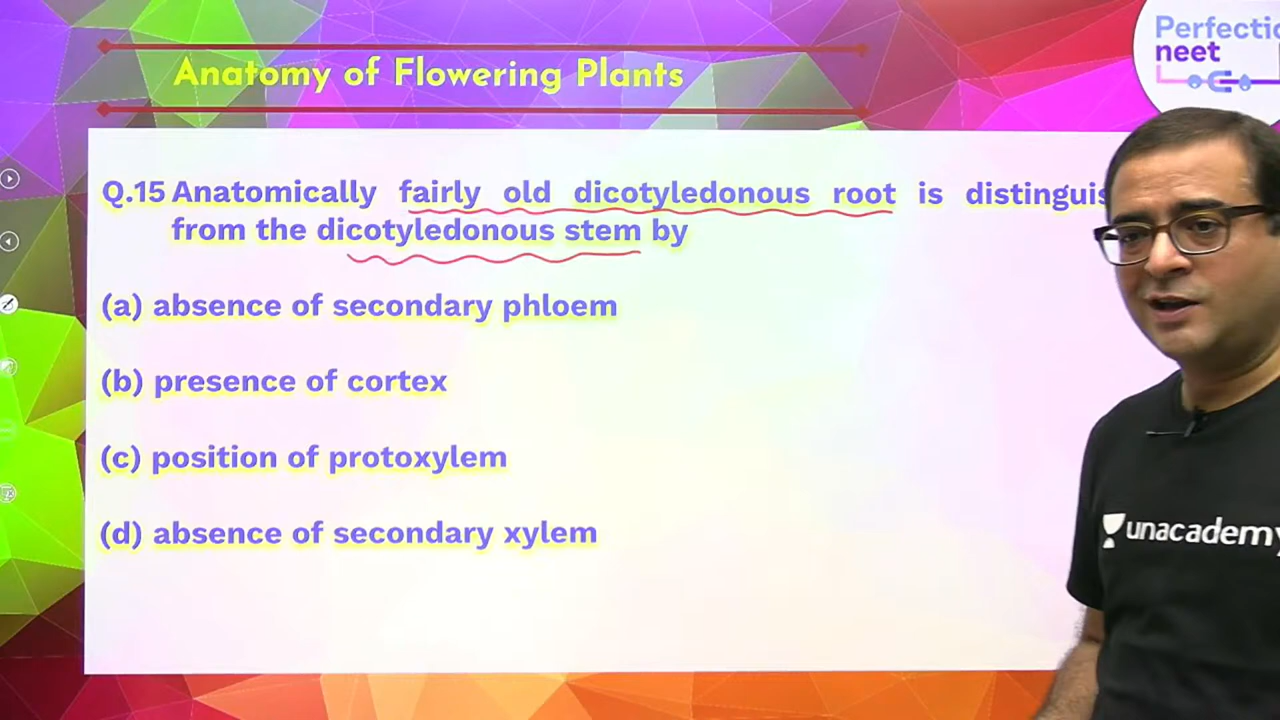 Perfectio
neet
Anatomy of Flowering Plants
Q.15 Anatomically fairly old dicotyledonous root is distinguis
from the dicotyledonous stem by
(a) absence of secondary phloem
(b) presence of cortex
(c) position of protoxylem
(d) absence of secondary xylem
unacademy